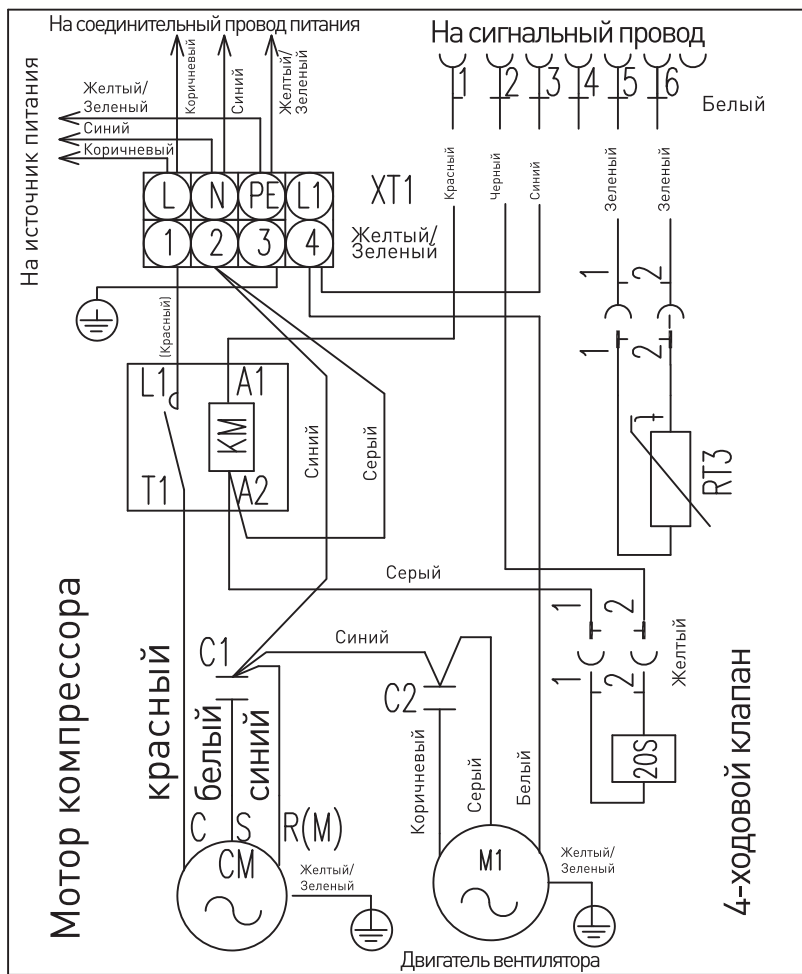 На соединительный провод питания
На сигнальный провод
На источник питания
Желтый/
Зеленый
Синий
Коричневый
Коричневый
Синий
Желтый/
Зеленый
1 2 3 4 5 6
Белый
L N PE L1
XT1
1 2 3 4
Желтый/
Зеленый
Красный
Черный
Синий
Зеленый
Зеленый
(Красный)
1 2
1 2
L1 A1
KM
T1 A2
Синий
Серый
RT3
Серый
1 2
Желтый
1 2
20S
4-ходовой клапан
Мотор компрессора
C1
Синий
C2
красный
белый
синий
Коричневый
Серый
Белый
C S R(M)
CM
Желтый/
Зеленый
M1
Желтый/
Зеленый
Двигатель вентилятора